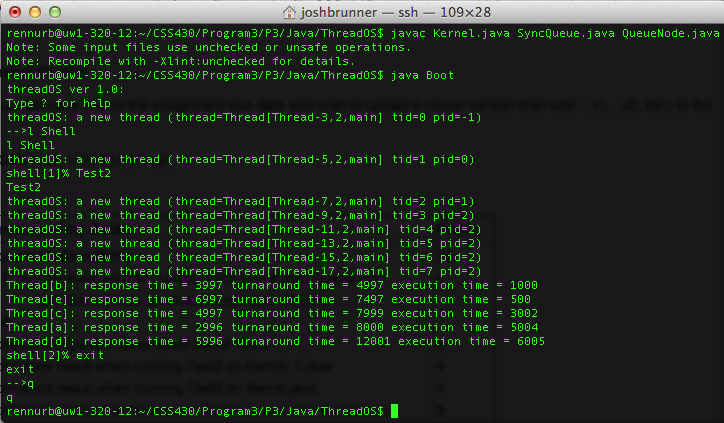 joshbrunner — ssh — 109×28
rennurb@uw1-320-12:~/CSS430/Program3/P3/Java/ThreadOS$ javac Kernel.java SyncQueue.java QueueNode.java
Note: Some input files use unchecked or unsafe operations.
Note: Recompile with -Xlint:unchecked for details.
rennurb@uw1-320-12:~/CSS430/Program3/P3/Java/ThreadOS$ java Boot
threadOS ver 1.0:
Type ? for help
threadOS: a new thread (thread=Thread[Thread-3,2,main] tid=0 pid=-1)
-->l Shell
l Shell
threadOS: a new thread (thread=Thread[Thread-5,2,main] tid=1 pid=0)
shell[1]% Test2
Test2
threadOS: a new thread (thread=Thread[Thread-7,2,main] tid=2 pid=1)
threadOS: a new thread (thread=Thread[Thread-9,2,main] tid=3 pid=2)
threadOS: a new thread (thread=Thread[Thread-11,2,main] tid=4 pid=2)
threadOS: a new thread (thread=Thread[Thread-13,2,main] tid=5 pid=2)
threadOS: a new thread (thread=Thread[Thread-15,2,main] tid=6 pid=2)
threadOS: a new thread (thread=Thread[Thread-17,2,main] tid=7 pid=2)
Thread[b]: response time = 3997 turnaround time = 4997 execution time = 1000
Thread[e]: response time = 6997 turnaround time = 7497 execution time = 500
Thread[c]: response time = 4997 turnaround time = 7999 execution time = 3002
Thread[a]: response time = 2996 turnaround time = 8000 execution time = 5004
Thread[d]: response time = 5996 turnaround time = 12001 execution time = 6005
shell[2]% exit
exit
-->q
q
rennurb@uw1-320-12:~/CSS430/Program3/P3/Java/ThreadOS$